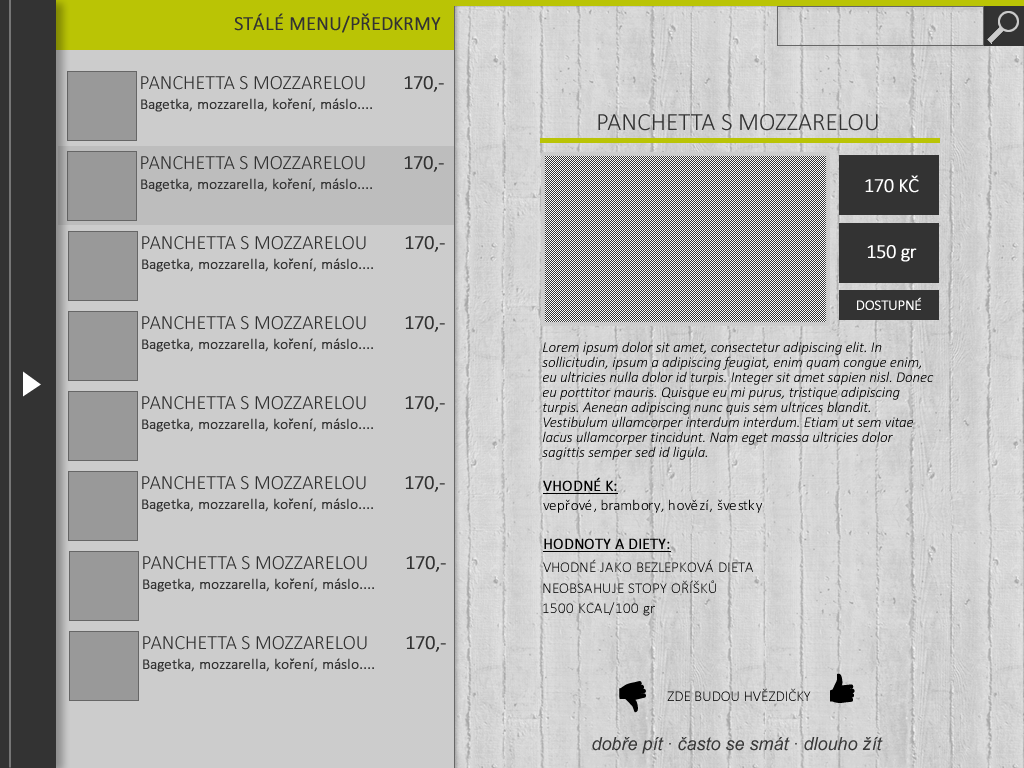 STÁLÉ MENU/PŘEDKRMY
PANCHETTA S MOZZARELOU 170,-
Bagetka, mozzarella, koření, máslo....
PANCHETTA S MOZZARELOU 170,-
Bagetka, mozzarella, koření, máslo....
PANCHETTA S MOZZARELOU 170,-
Bagetka, mozzarella, koření, máslo....
PANCHETTA S MOZZARELOU 170,-
Bagetka, mozzarella, koření, máslo....
PANCHETTA S MOZZARELOU 170,-
Bagetka, mozzarella, koření, máslo....
PANCHETTA S MOZZARELOU 170,-
Bagetka, mozzarella, koření, máslo....
PANCHETTA S MOZZARELOU 170,-
Bagetka, mozzarella, koření, máslo....
PANCHETTA S MOZZARELOU 170,-
Bagetka, mozzarella, koření, máslo....
PANCHETTA S MOZZARELOU
170 KČ
150 gr
DOSTUPNÉ
Lorem ipsum dolor sit amet, consectetur adipiscing elit. In
sollicitudin, ipsum a adipiscing feugiat, enim quam congue enim,
eu ultricies nulla dolor id turpis. Integer sit amet sapien nisl. Donec
eu porttitor mauris. Quisque eu mi purus, tristique adipiscing
turpis. Aenean adipiscing nunc quis sem ultrices blandit.
Vestibulum ullamcorper interdum interdum. Etiam ut sem vitae
lacus ullamcorper tincidunt. Nam eget massa ultricies dolor
sagittis semper sed id ligula.
VHODNÉ K:
vepřové, brambory, hovězí, švestky
HODNOTY A DIETY:
VHODNÉ JAKO BEZLEPKOVÁ DIETA
NEOBSAHUJE STOPY OŘÍŠKŮ
1500 KCAL/100 gr
ZDE BUDOU HVĚZDIČKY
dobře pít · často se smát · dlouho žít